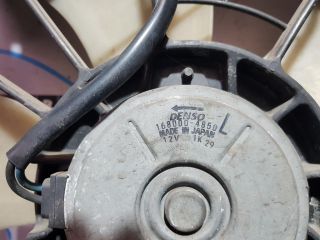 DENSO
168000-4650 L
MADE IN JAPAN
12V 1K 29